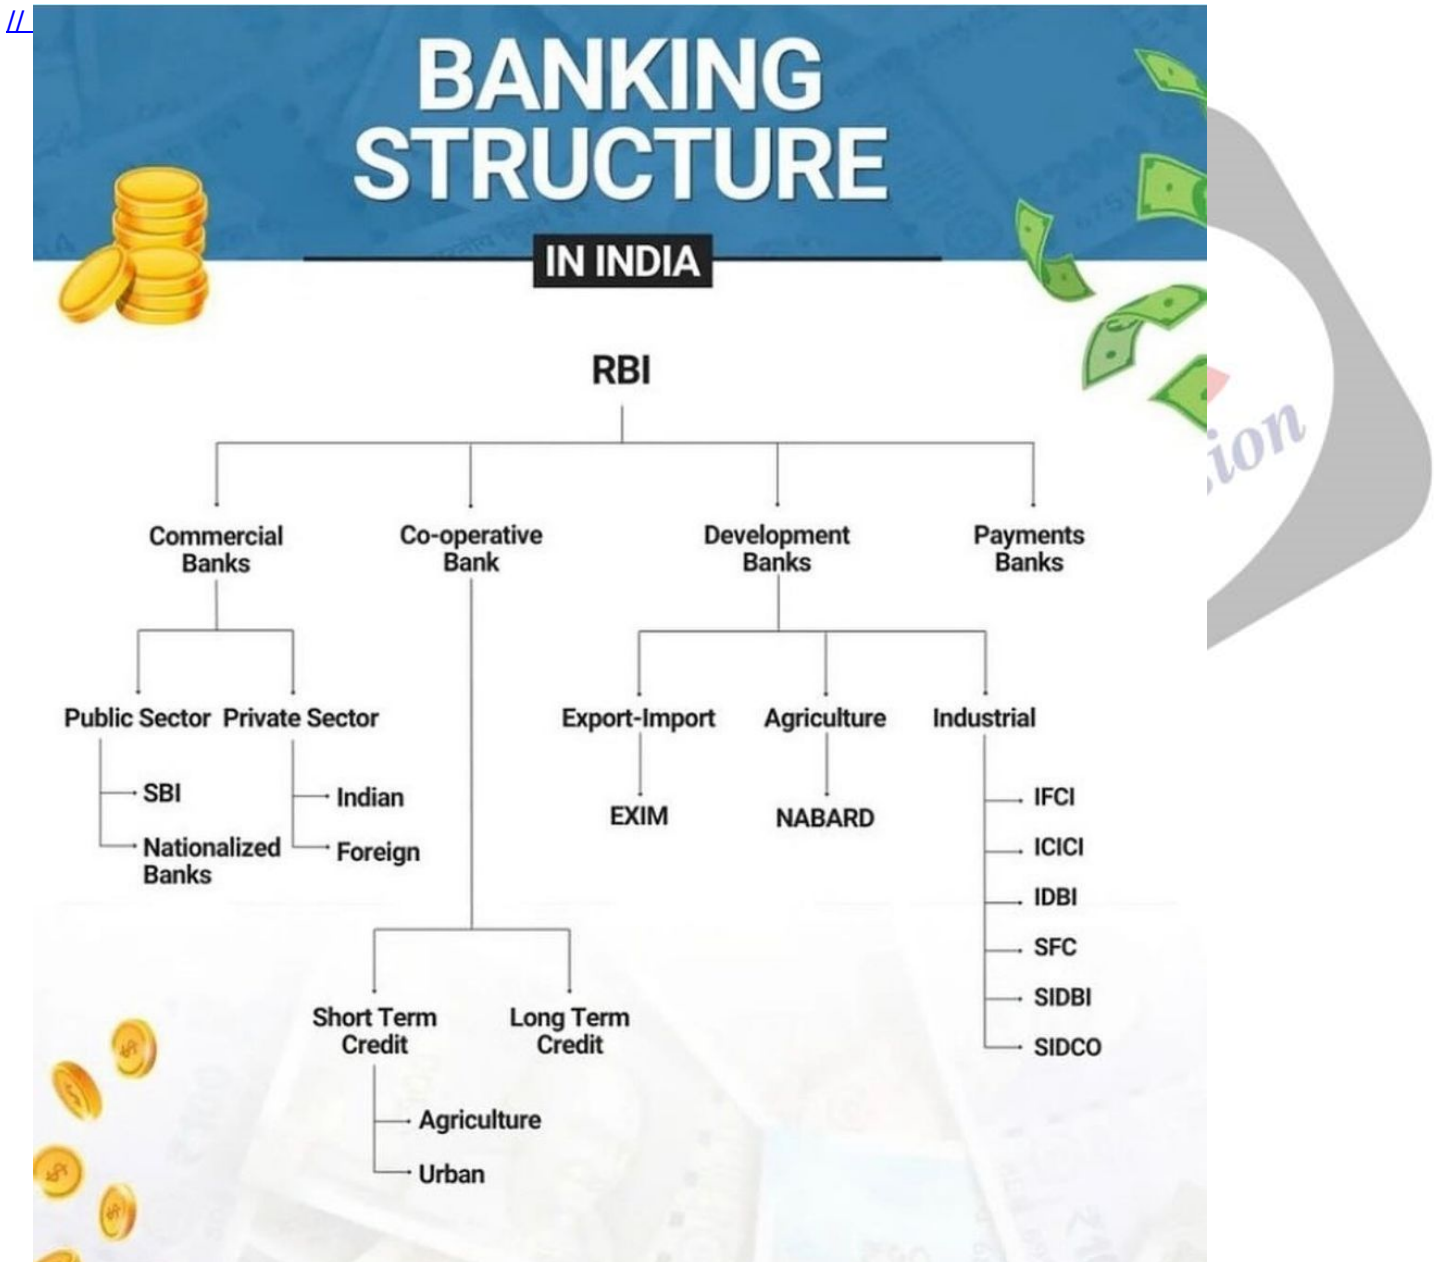 //
BANKING
STRUCTURE
IN INDIA
RBI
Commercial
Banks
Co-operative
Bank
Development
Banks
Payments
Banks
Public Sector
Private Sector
Export-Import
Agriculture
Industrial
SBI
Nationalized
Banks
Indian
Foreign
EXIM
NABARD
IFCI
ICICI
IDBI
SFC
SIDBI
SIDCO
Short Term
Credit
Long Term
Credit
Agriculture
Urban